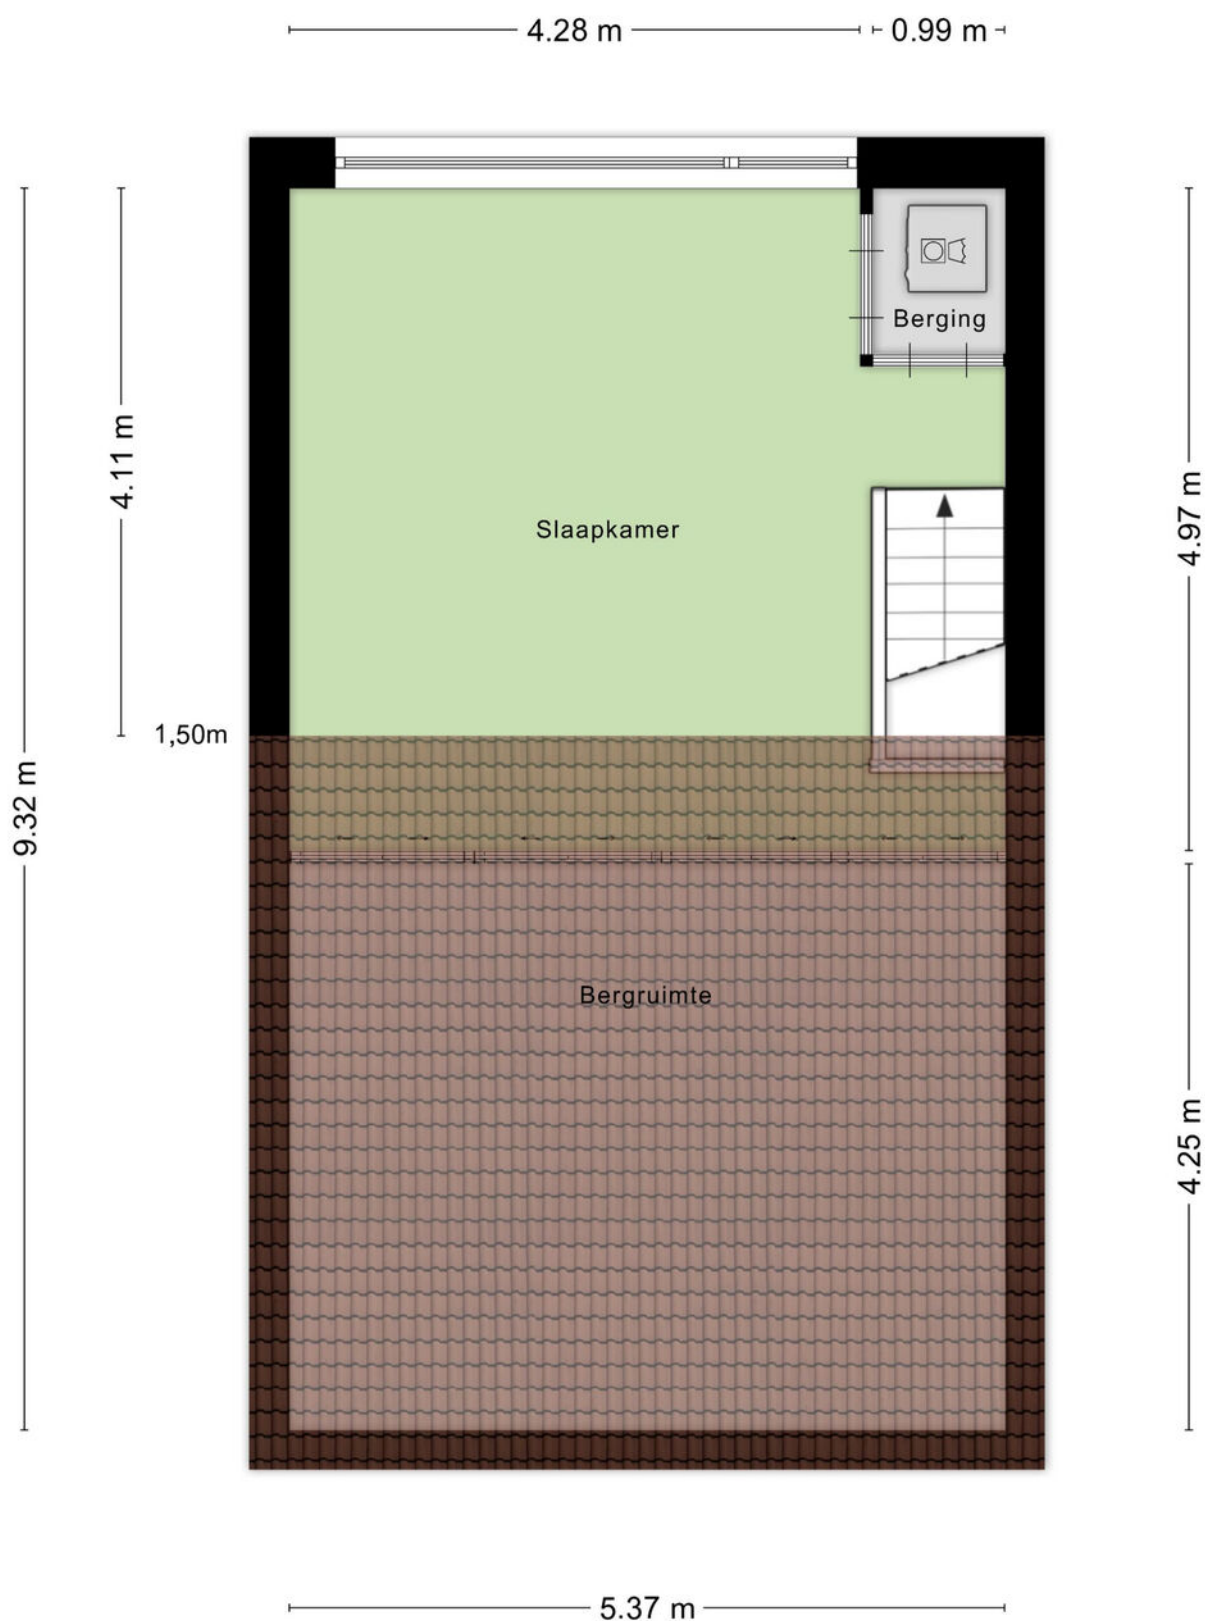 4.28 m
0.99 m
Berging
4.11 m
4.97 m
Slaapkamer
1,50m
9.32 m
Bergruimte
4.25 m
5.37 m